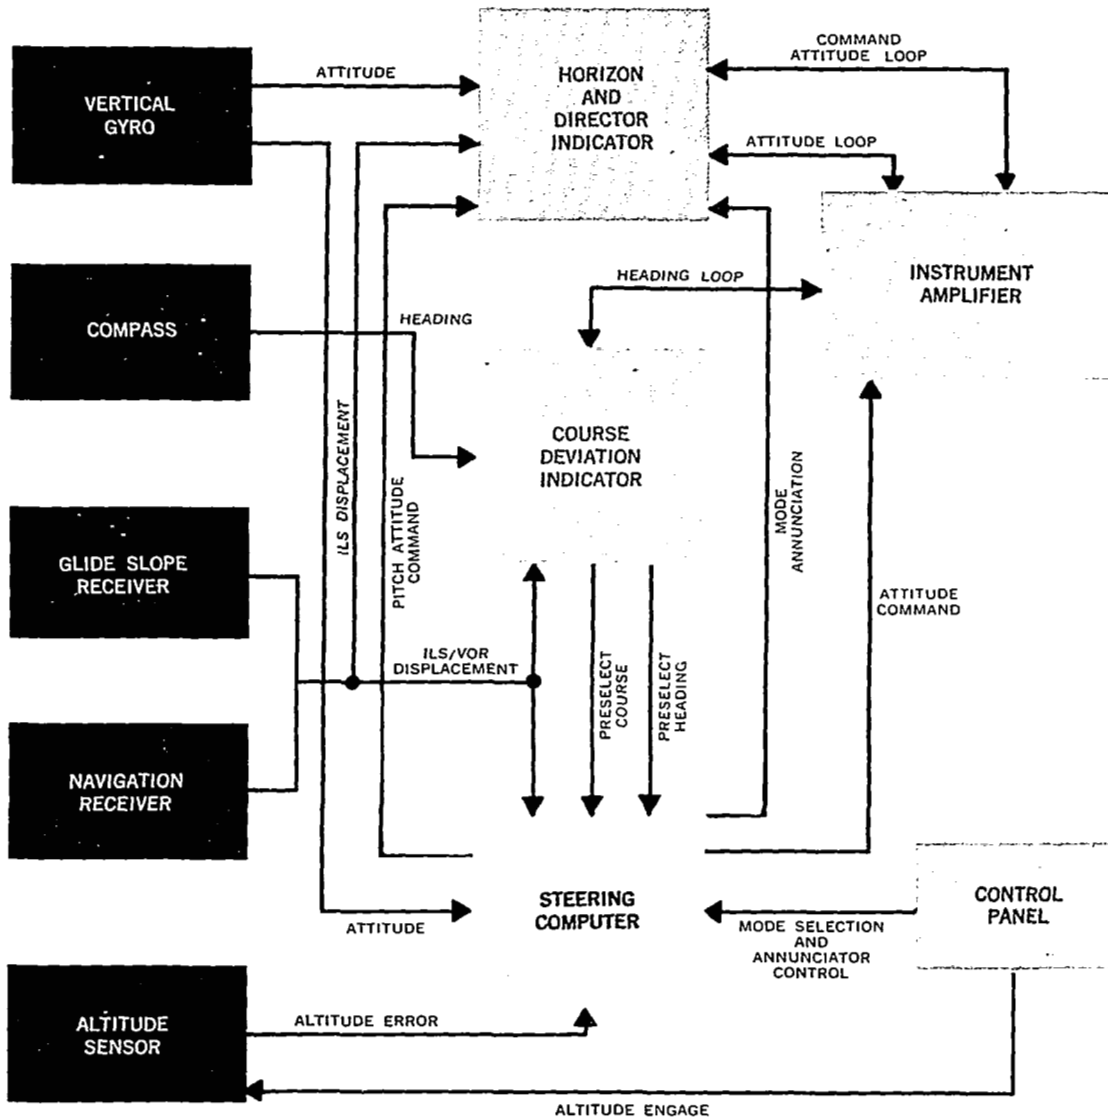 COMMAND
ATTITUDE LOOP
VERTICAL
GYRO
ATTITUDE
HORIZON
AND
DIRECTOR
INDICATOR
ATTITUDE LOOP
INSTRUMENT
AMPLIFIER
HEADING LOOP
COMPASS
HEADING
COURSE
DEVIATION
INDICATOR
ILS DISPLACEMENT
PITCH ATTITUDE
COMMAND
MODE
ANNUNCIATION
GLIDE SLOPE
RECEIVER
ATTITUDE
COMMAND
ILS/VOR
DISPLACEMENT
PRESELECT
COURSE
PRESELECT
HEADING
NAVIGATION
RECEIVER
STEERING
COMPUTER
CONTROL
PANEL
ATTITUDE
MODE SELECTION
AND
ANNUNCIATOR
CONTROL
ALTITUDE
SENSOR
ALTITUDE ERROR
ALTITUDE ENGAGE